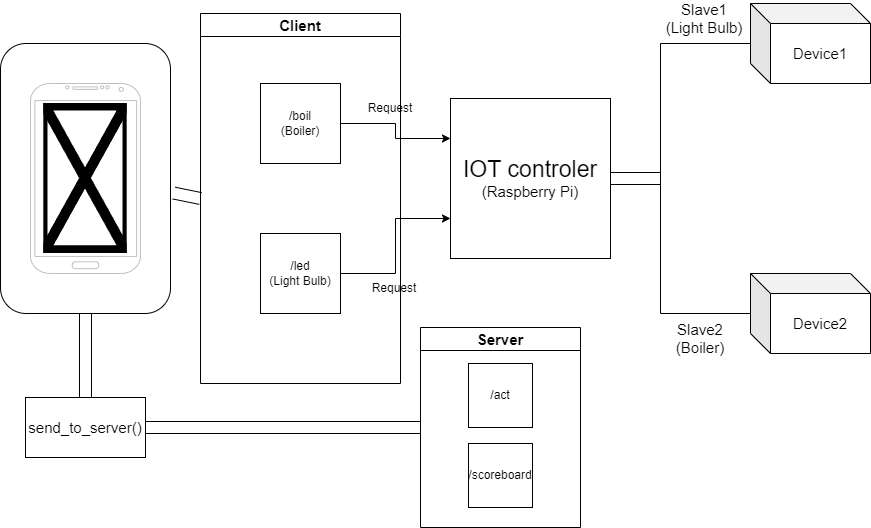 Client
/boil
(Boiler)
Request
/led
(Light Bulb)
Request
IOT controler
(Raspberry Pi)
Slave1
(Light Bulb)
Device1
Slave2
(Boiler)
Device2
send_to_server()
Server
/act
/scoreboard